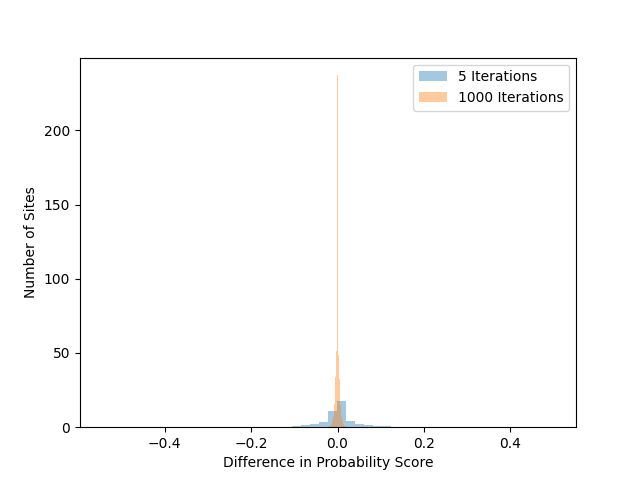 5 Iterations
1000 Iterations
200
150
100
50
0
Number of Sites
−0.4 −0.2 0.0 0.2 0.4
Difference in Probability Score